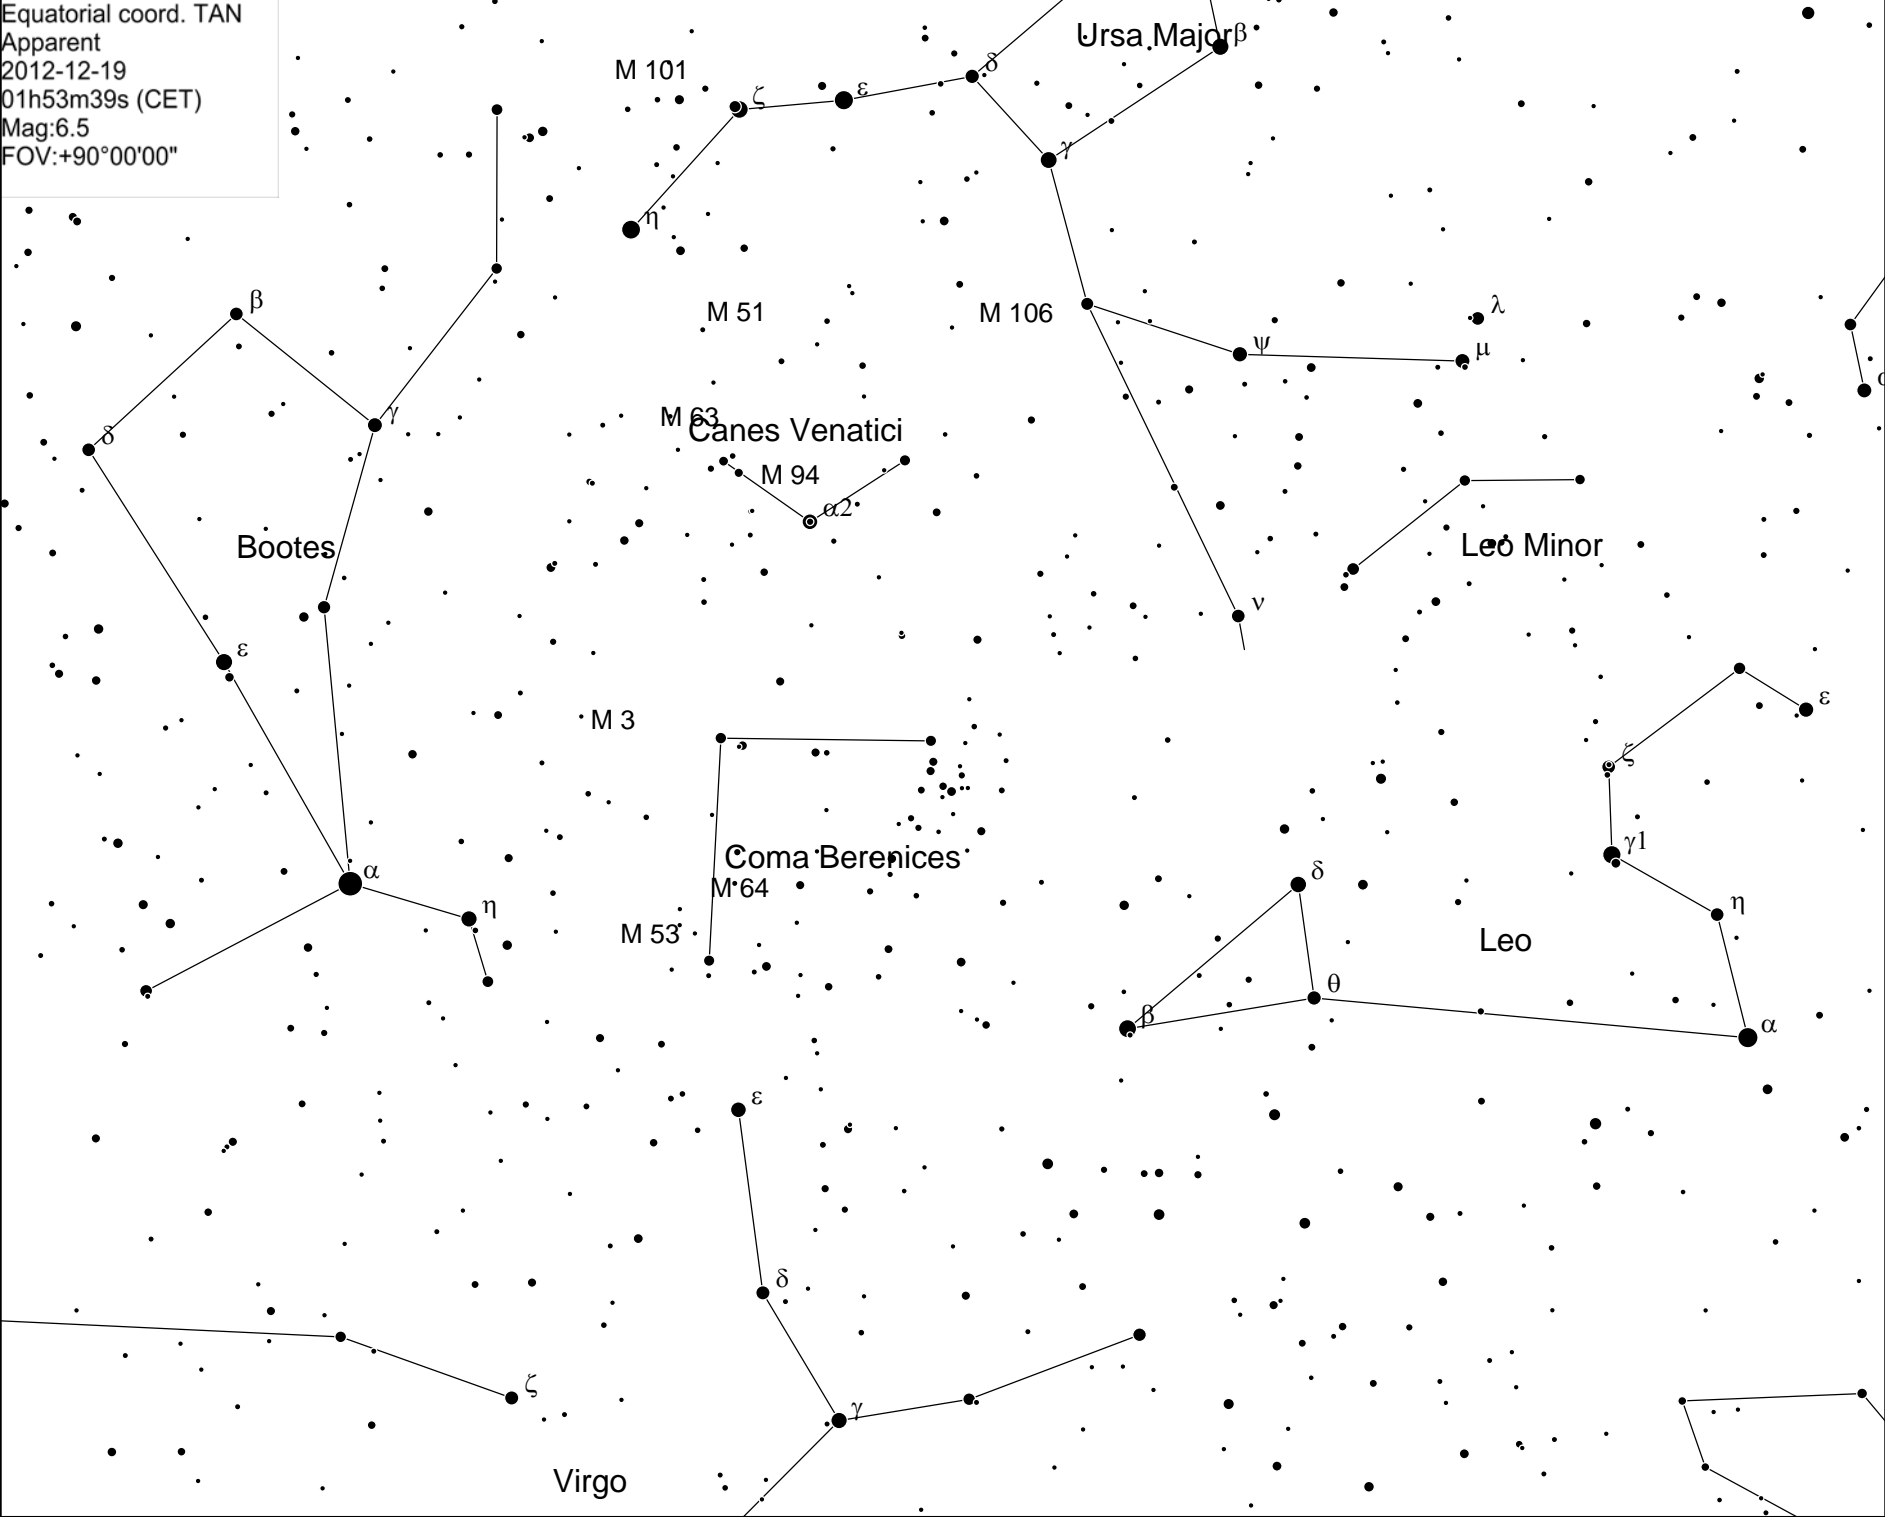 Equatorial coord. TAN
Apparent
2012-12-19
01h53m39s (CET)
Mag:6.5
FOV:+90°00'00"
Ursa Major β
δ
M 101
ζ
ε
γ
η
β
M 51
M 106
λ
ψ
μ
γ
M 63
Canes Venatici
δ
M 94
α2
Bootes
Leo Minor
ν
ε
ε
M 3
ζ
γ1
Coma Berenices
α
δ
M 64
η
η
M 53
Leo
θ
β
α
ε
δ
ζ
γ
Virgo